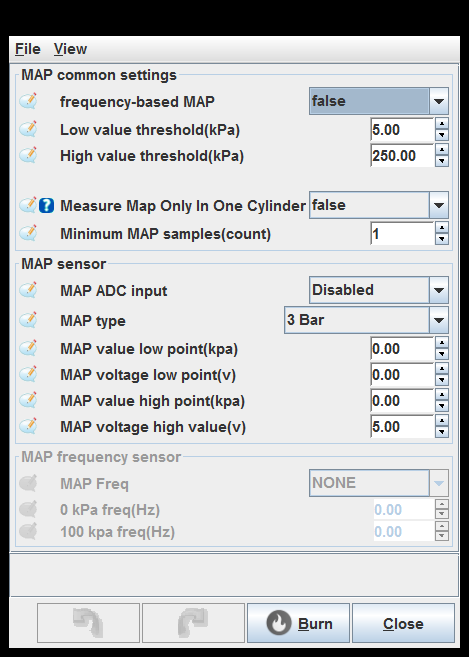 File View
MAP common settings
frequency-based MAP false
Low value threshold(kPa) 5.00
High value threshold(kPa) 250.00
? Measure Map Only In One Cylinder false
Minimum MAP samples(count) 1
MAP sensor
MAP ADC input Disabled
MAP type 3 Bar
MAP value low point(kpa) 0.00
MAP voltage low point(v) 0.00
MAP value high point(kpa) 0.00
MAP voltage high value(v) 5.00
MAP frequency sensor
MAP Freq NONE
0 kPa freq(Hz) 0.00
100 kpa freq(Hz) 0.00
Burn Close